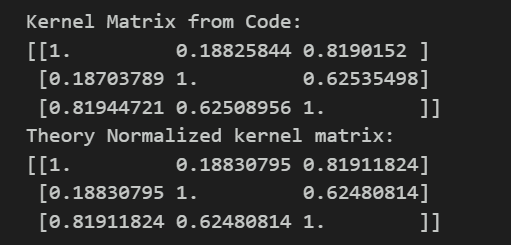 Kernel Matrix from Code:
[[1.         0.18825844 0.8190152 ]
 [0.18703789 1.         0.62535498]
 [0.81944721 0.62508956 1.        ]]
Theory Normalized kernel matrix:
[[1.         0.18830795 0.81911824]
 [0.18830795 1.         0.62480814]
 [0.81911824 0.62480814 1.        ]]